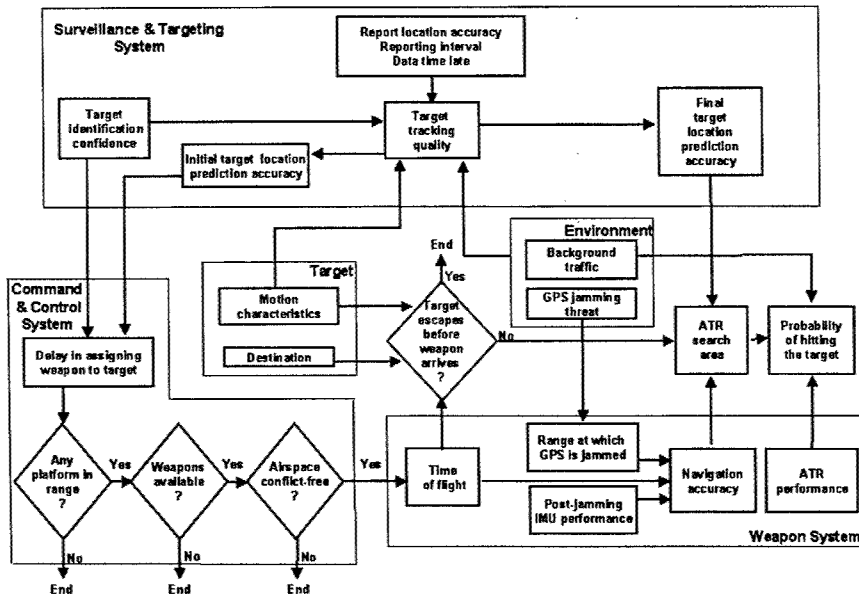 Surveillance & Targeting
System
Report location accuracy
Reporting interval
Data time late
Target
identification
confidence
Target
tracking
quality
Final
target
location
prediction
accuracy
Initial target location
prediction accuracy
Environment
Background
traffic
GPS jamming
threat
End
Yes
Target
Motion
characteristics
Destination
Target
escapes
before
weapon
arrives
?
No
ATR
search
area
Probability
of hitting
the target
Command
& Control
System
Delay in assigning
weapon to target
Any
platform in
range
?
Yes
Weapons
available
?
Yes
Airspace
conflict-free
?
Yes
Time
of flight
Range at which
GPS is jammed
Post-jamming
IMU performance
Navigation
accuracy
ATR
performance
Weapon System
No
No
No
End
End
End